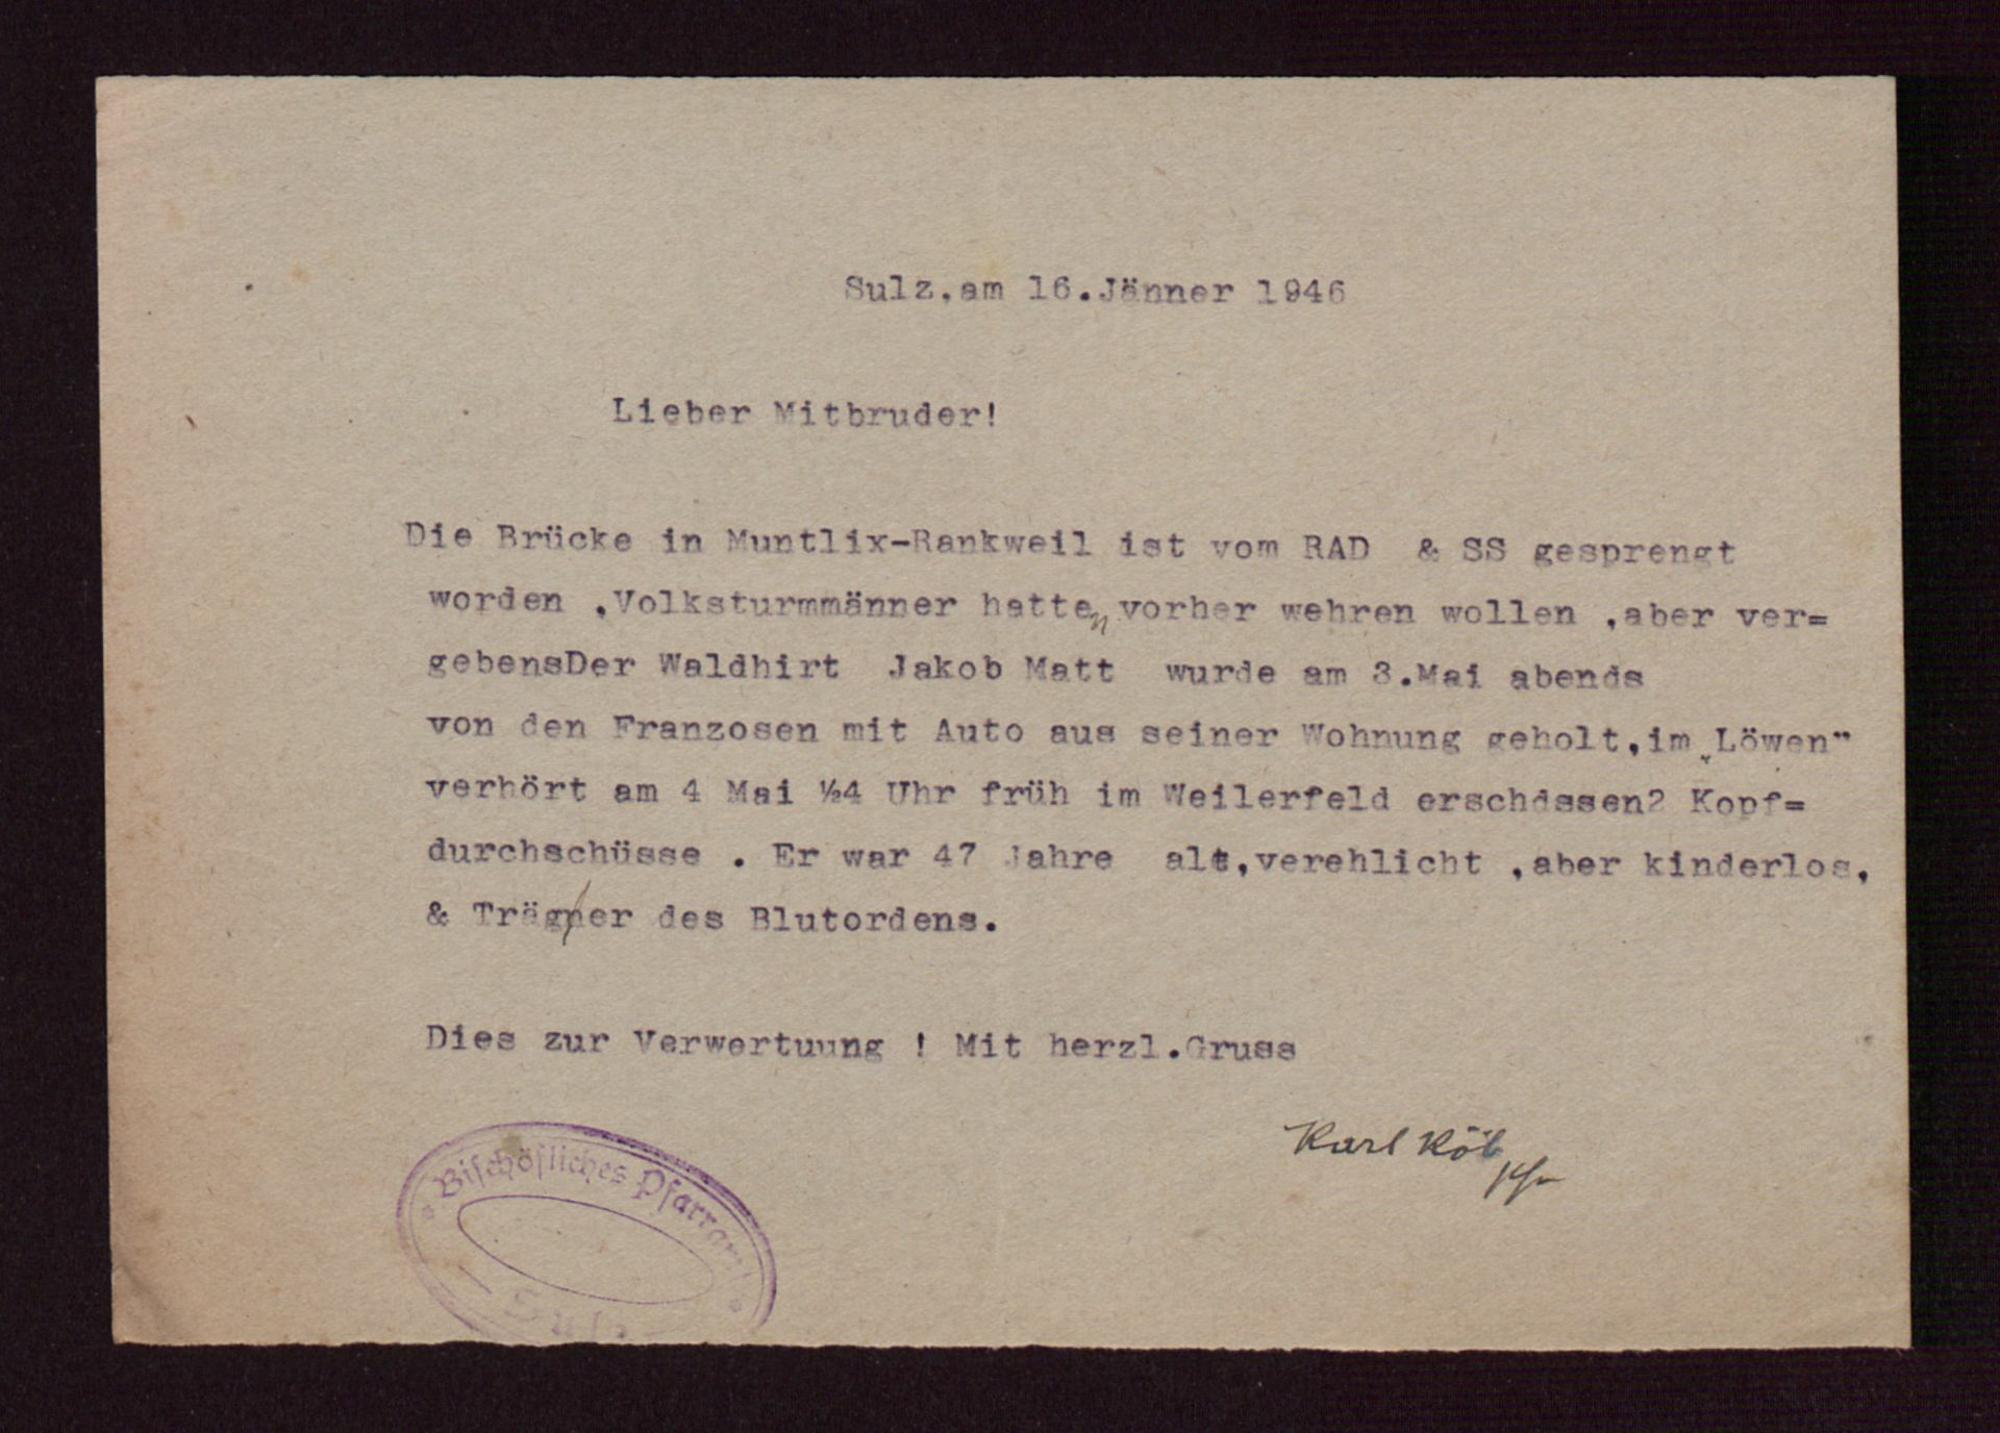 Sulz,am 16.Jänner 1946
Lieber Mitbruder!
Die Brücke in Muntlix-Rankweil ist vom RAD & SS gesprengt
worden ,Volksturmmänner hatten vorher wehren wollen ,aber ver=
gebensDer Waldhirt Jakob Matt wurde am 3.Mai abends
von den Franzosen mit Auto aus seiner Wohnung geholt,im „Löwen"
verhört am 4 Mai ½4 Uhr früh im Weilerfeld erschossen2 Kopf=
durchschüsse . Er war 47 Jahre alt,verehlicht ,aber kinderlos,
& Träger des Blutordens.
Dies zur Verwertuung ! Mit herzl.Gruss
Karl Köb
Bischöfliches Pfarramt
Sulz